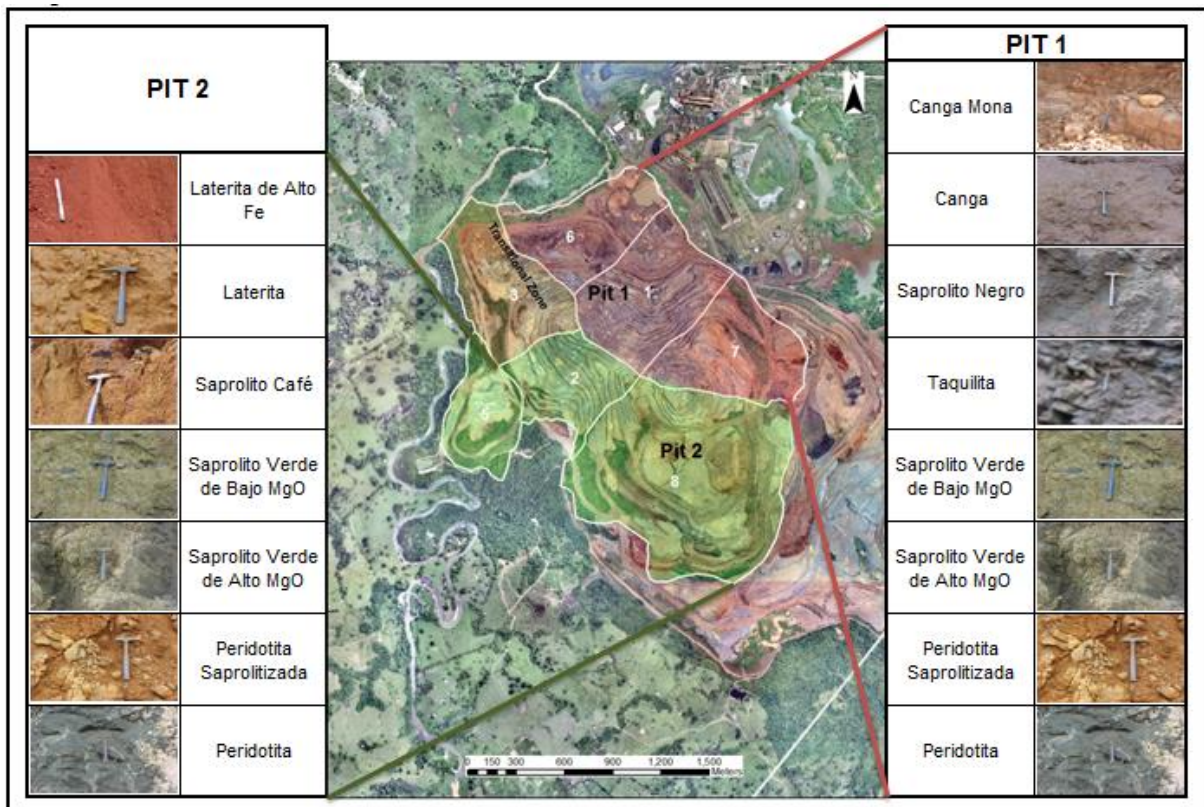 PIT 2
Laterita de Alto
Fe
Laterita
Saprolito Café
Saprolito Verde
de Bajo MgO
Saprolito Verde
de Alto MgO
Peridotita
Saprolitizada
Peridotita
N
Transitional Zone
6
3
Pit 1
1
7
2
Pit 2
8
0 150 300 600 900 1,200 1,500
Meters
PIT 1
Canga Mona
Canga
Saprolito Negro
Taquilita
Saprolito Verde
de Bajo MgO
Saprolito Verde
de Alto MgO
Peridotita
Saprolitizada
Peridotita